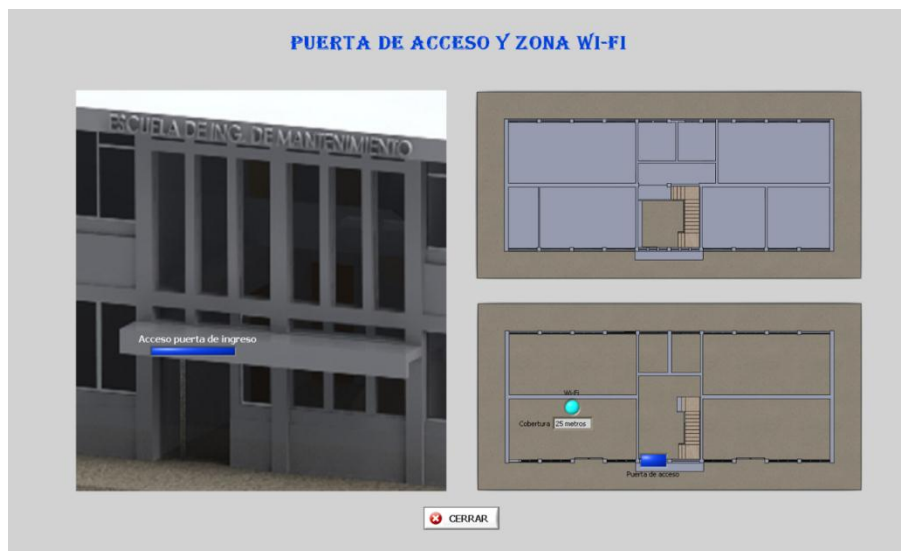 PUERTA DE ACCESO Y ZONA WI-FI
ESCUELA DE ING. DE MANTENIMIENTO
Acceso puerta de ingreso
Wi-Fi
Cobertura 25 metros
Puerta de acceso
CERRAR